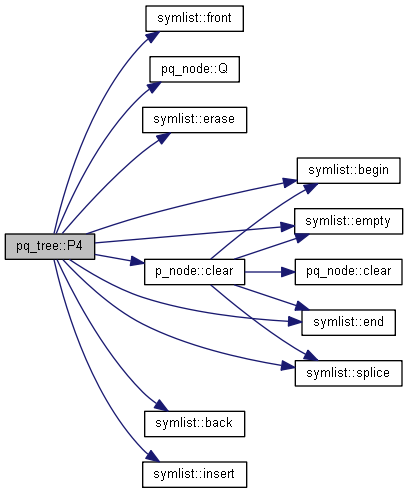 symlist::front
pq_node::Q
symlist::erase
symlist::begin
symlist::empty
pq_tree::P4
p_node::clear
pq_node::clear
symlist::end
symlist::splice
symlist::back
symlist::insert